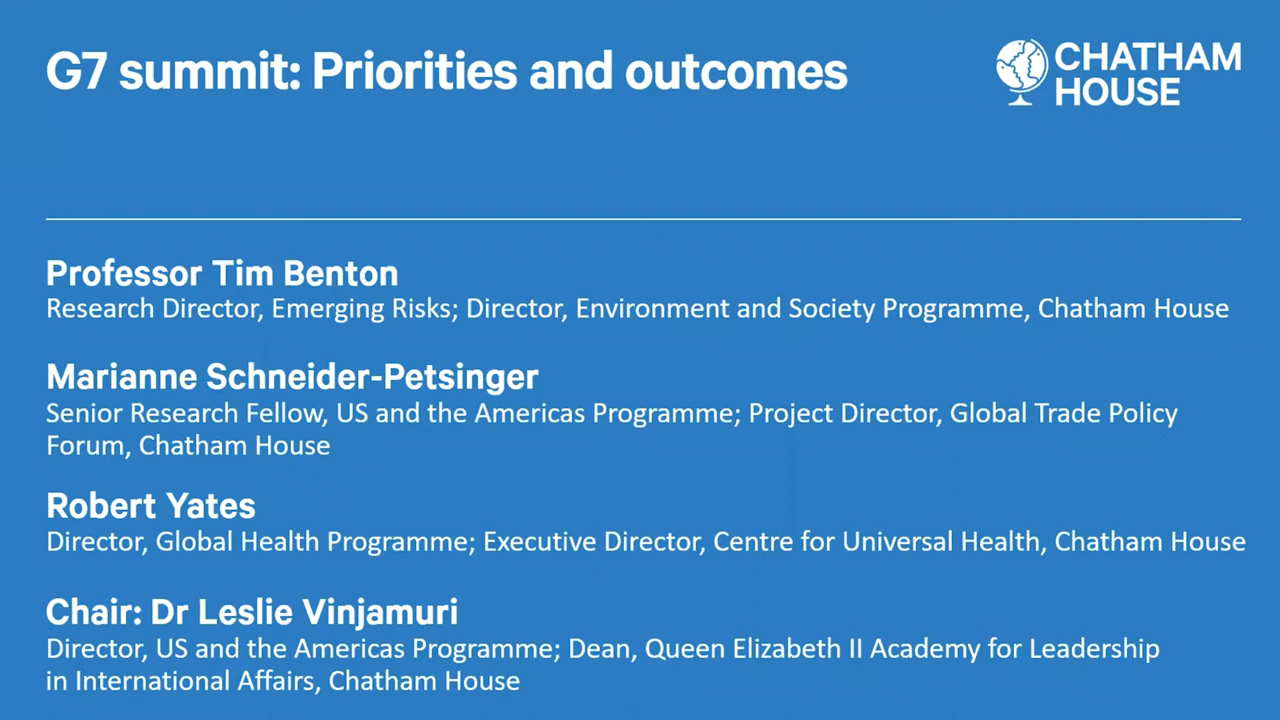 G7 summit: Priorities and outcomes
CHATHAM
HOUSE
Professor Tim Benton
Research Director, Emerging Risks; Director, Environment and Society Programme, Chatham House
Marianne Schneider-Petsinger
Senior Research Fellow, US and the Americas Programme; Project Director, Global Trade Policy
Forum, Chatham House
Robert Yates
Director, Global Health Programme; Executive Director, Centre for Universal Health, Chatham House
Chair: Dr Leslie Vinjamuri
Director, US and the Americas Programme; Dean, Queen Elizabeth II Academy for Leadership
in International Affairs, Chatham House